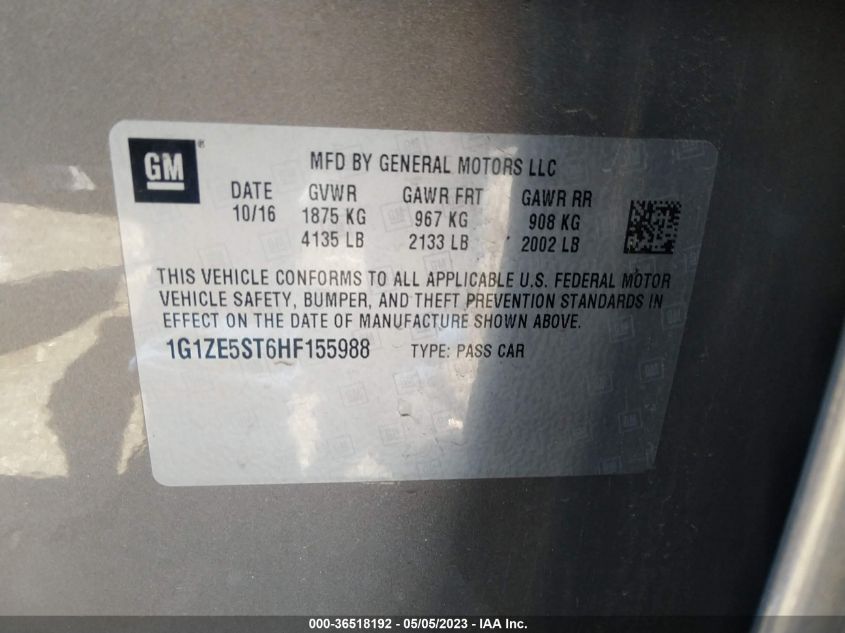 GM®
MFD BY GENERAL MOTORS LLC
DATE GVWR GAWR FRT GAWR RR
10/16 1875 KG 967 KG 908 KG
4135 LB 2133 LB 2002 LB
THIS VEHICLE CONFORMS TO ALL APPLICABLE U.S. FEDERAL MOTOR
VEHICLE SAFETY, BUMPER, AND THEFT PREVENTION STANDARDS IN
EFFECT ON THE DATE OF MANUFACTURE SHOWN ABOVE.
1G1ZE5ST6HF155988 TYPE: PASS CAR
000-36518192 - 05/05/2023 - IAA Inc.